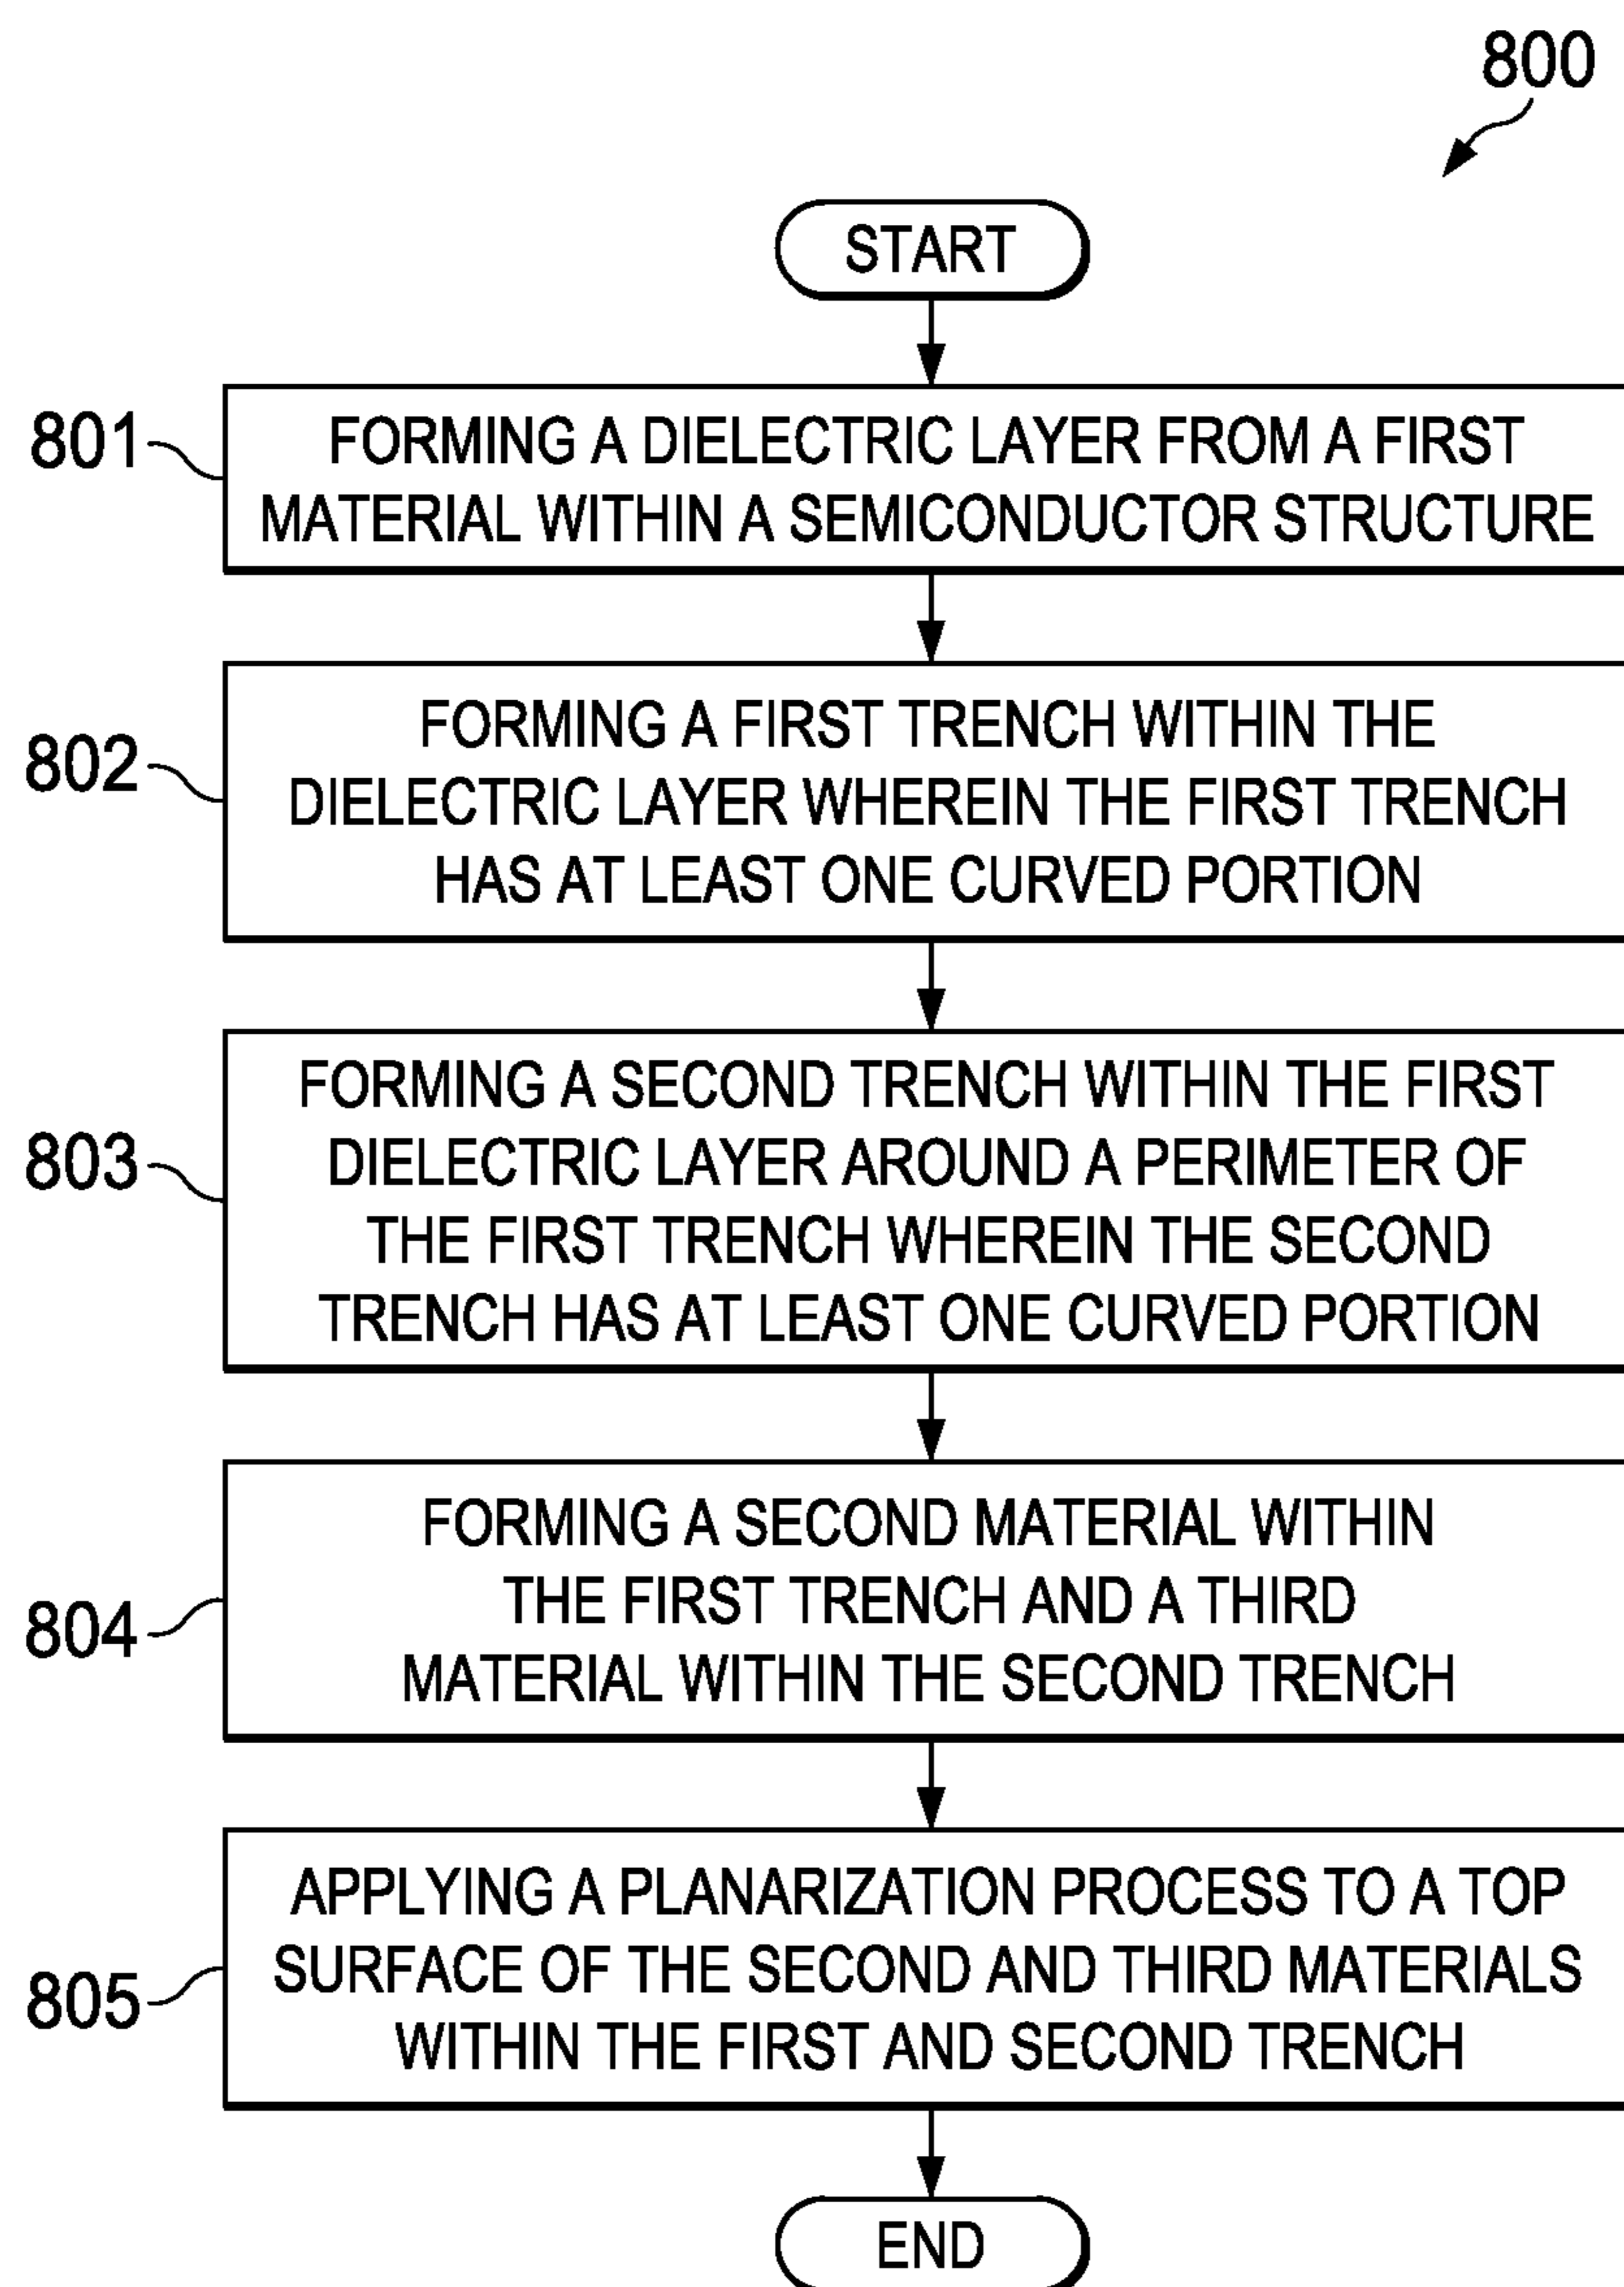 800
START
801
FORMING A DIELECTRIC LAYER FROM A FIRST
MATERIAL WITHIN A SEMICONDUCTOR STRUCTURE
802
FORMING A FIRST TRENCH WITHIN THE
DIELECTRIC LAYER WHEREIN THE FIRST TRENCH
HAS AT LEAST ONE CURVED PORTION
803
FORMING A SECOND TRENCH WITHIN THE FIRST
DIELECTRIC LAYER AROUND A PERIMETER OF
THE FIRST TRENCH WHEREIN THE SECOND
TRENCH HAS AT LEAST ONE CURVED PORTION
804
FORMING A SECOND MATERIAL WITHIN
THE FIRST TRENCH AND A THIRD
MATERIAL WITHIN THE SECOND TRENCH
805
APPLYING A PLANARIZATION PROCESS TO A TOP
SURFACE OF THE SECOND AND THIRD MATERIALS
WITHIN THE FIRST AND SECOND TRENCH
END